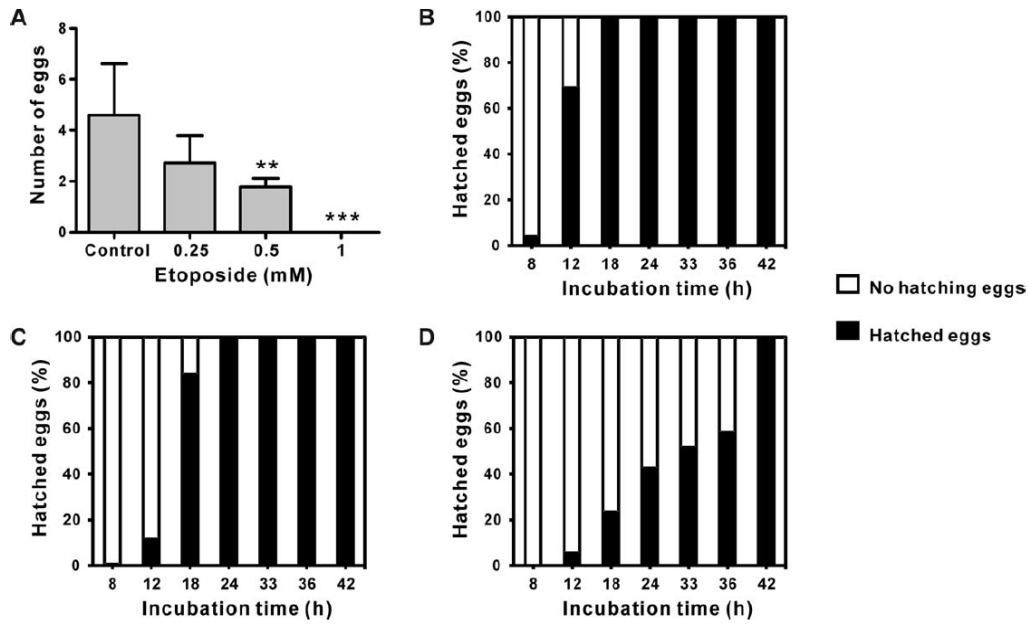 A
Number of eggs
8
6
4
2
0
**
***
Control 0.25 0.5 1
Etoposide (mM)
B
Hatched eggs (%)
100
80
60
40
20
0
8 12 18 24 33 36 42
Incubation time (h)
No hatching eggs
Hatched eggs
C
Hatched eggs (%)
100
80
60
40
20
0
8 12 18 24 33 36 42
Incubation time (h)
D
Hatched eggs (%)
100
80
60
40
20
0
8 12 18 24 33 36 42
Incubation time (h)